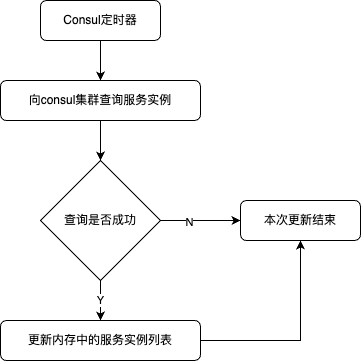 Consul定时器
向consul集群查询服务实例
查询是否成功
N
本次更新结束
Y
更新内存中的服务实例列表